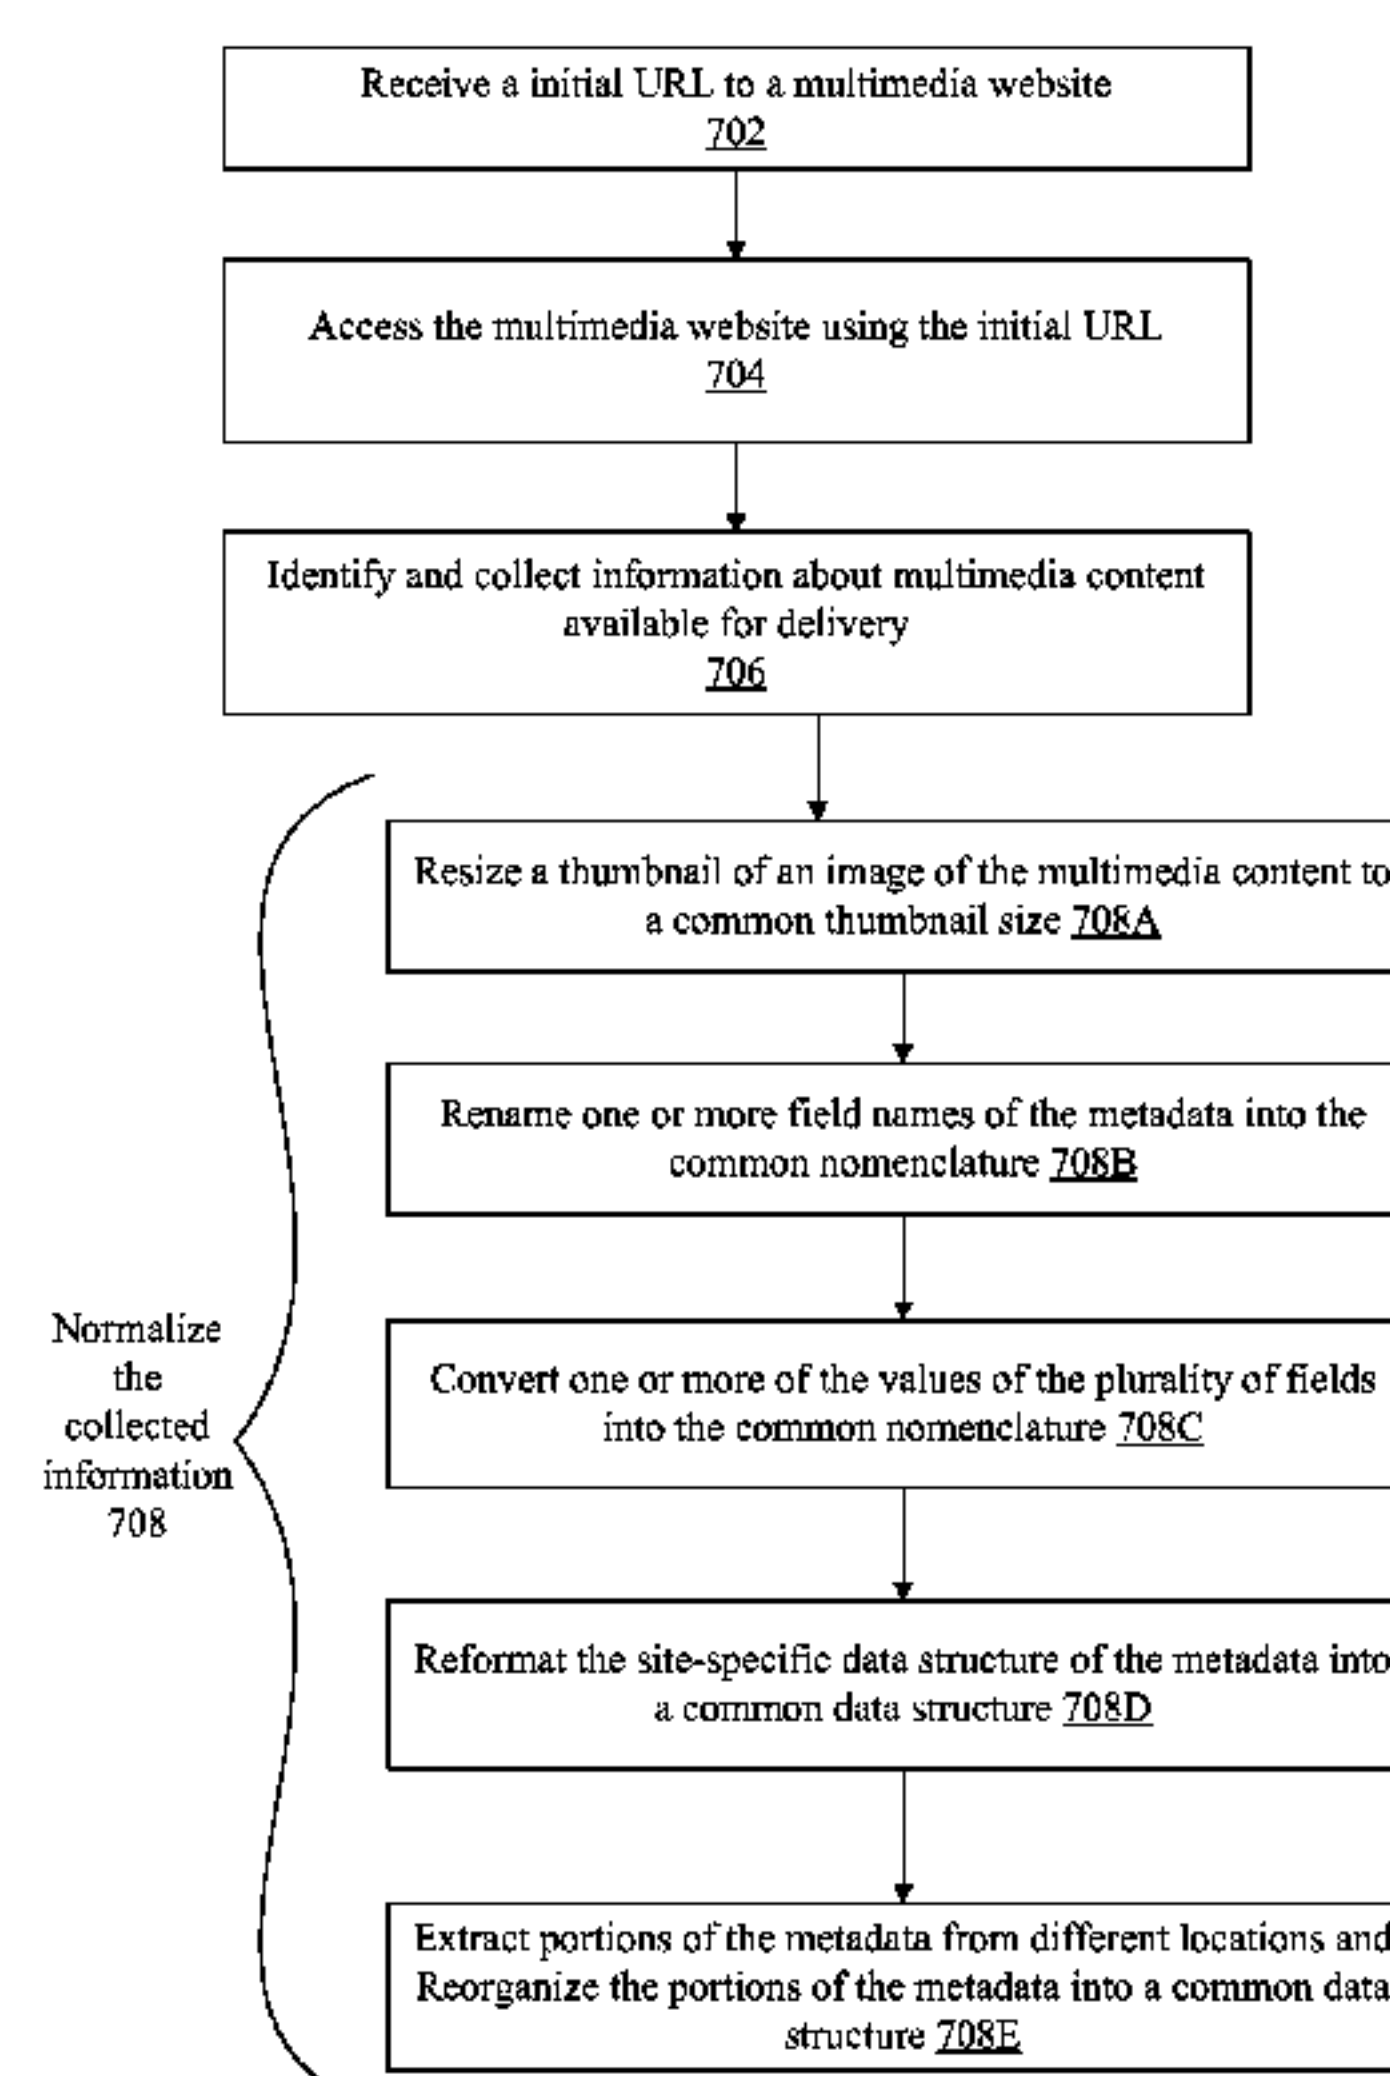 Receive a initial URL to a multimedia website
702
Access the multimedia website using the initial URL
704
Identify and collect information about multimedia content
available for delivery
706
Resize a thumbnail of an image of the multimedia content to
a common thumbnail size 708A
Rename one or more field names of the metadata into the
common nomenclature 708B
Normalize
the
collected
information
708
Convert one or more of the values of the plurality of fields
into the common nomenclature 708C
Reformat the site-specific data structure of the metadata into
a common data structure 708D
Extract portions of the metadata from different locations and
Reorganize the portions of the metadata into a common data
structure 708E